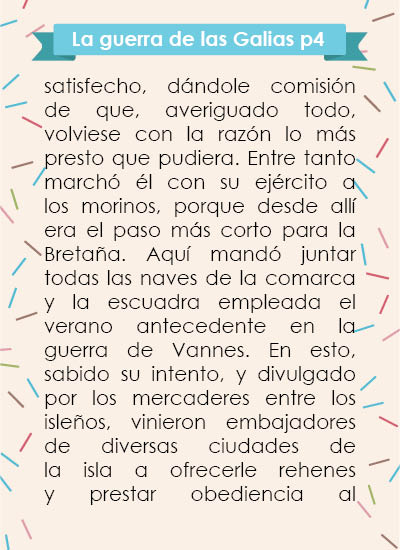 La guerra de las Galias p4
satisfecho, dándole comisión
de que, averiguado todo,
volviese con la razón lo más
presto que pudiera. Entre tanto
marchó él con su ejército a
los morinos, porque desde allí
era el paso más corto para la
Bretaña. Aquí mandó juntar
todas las naves de la comarca
y la escuadra empleada el
verano antecedente en la
guerra de Vannes. En esto,
sabido su intento, y divulgado
por los mercaderes entre los
isleños, vinieron embajadores
de diversas ciudades de
la isla a ofrecerle rehenes
y prestar obediencia al